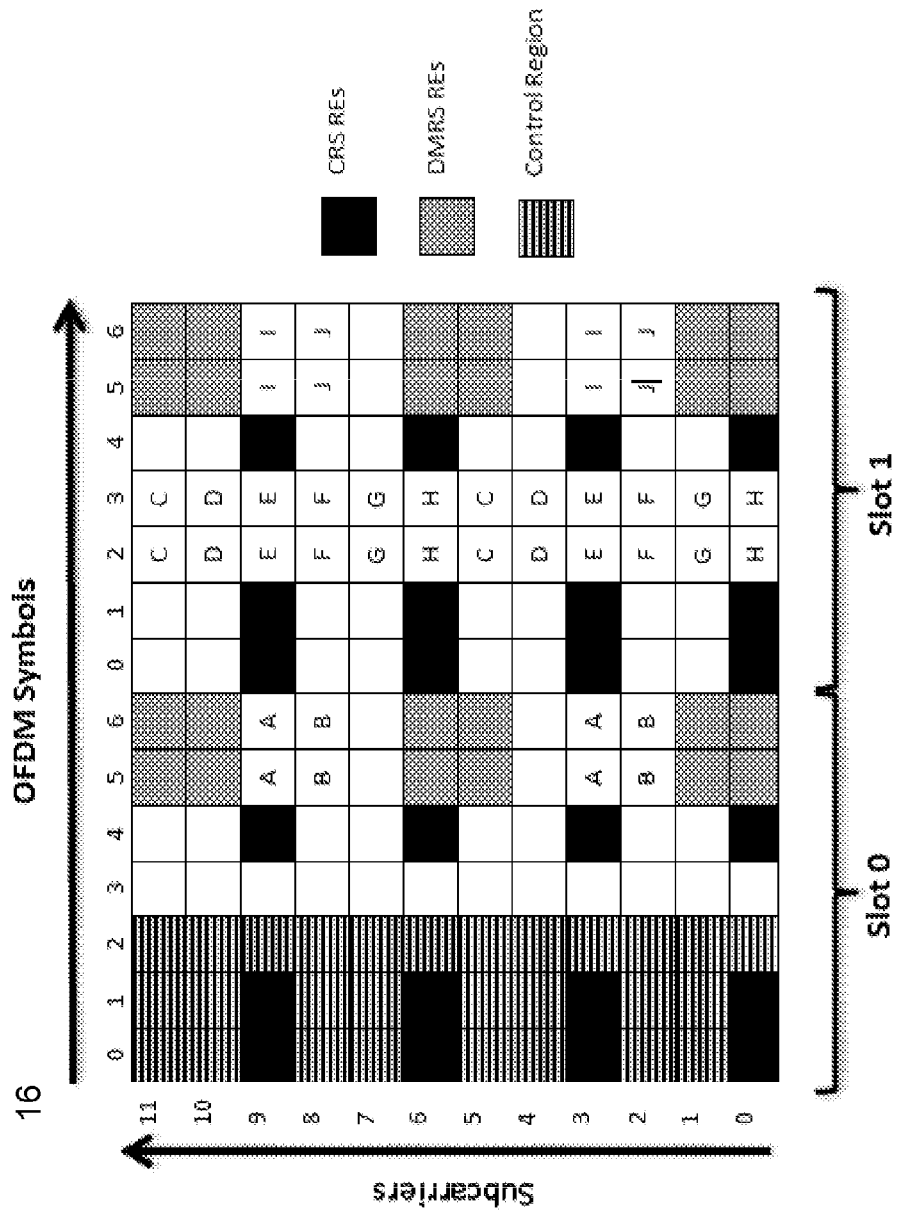 OFDM Symbols
16
0 1 2 3 4 5 6 0 1 2 3 4 5 6
11 C C
10 D D
9 A A E E I I
8 B B F F J J
7 G G
6 H H
5 C C
4 D D
3 A A E E I I
2 B B F F J J
1 G G
0 H H
Subcarriers
Slot 0
Slot 1
CRS REs
DMRS REs
Control Region